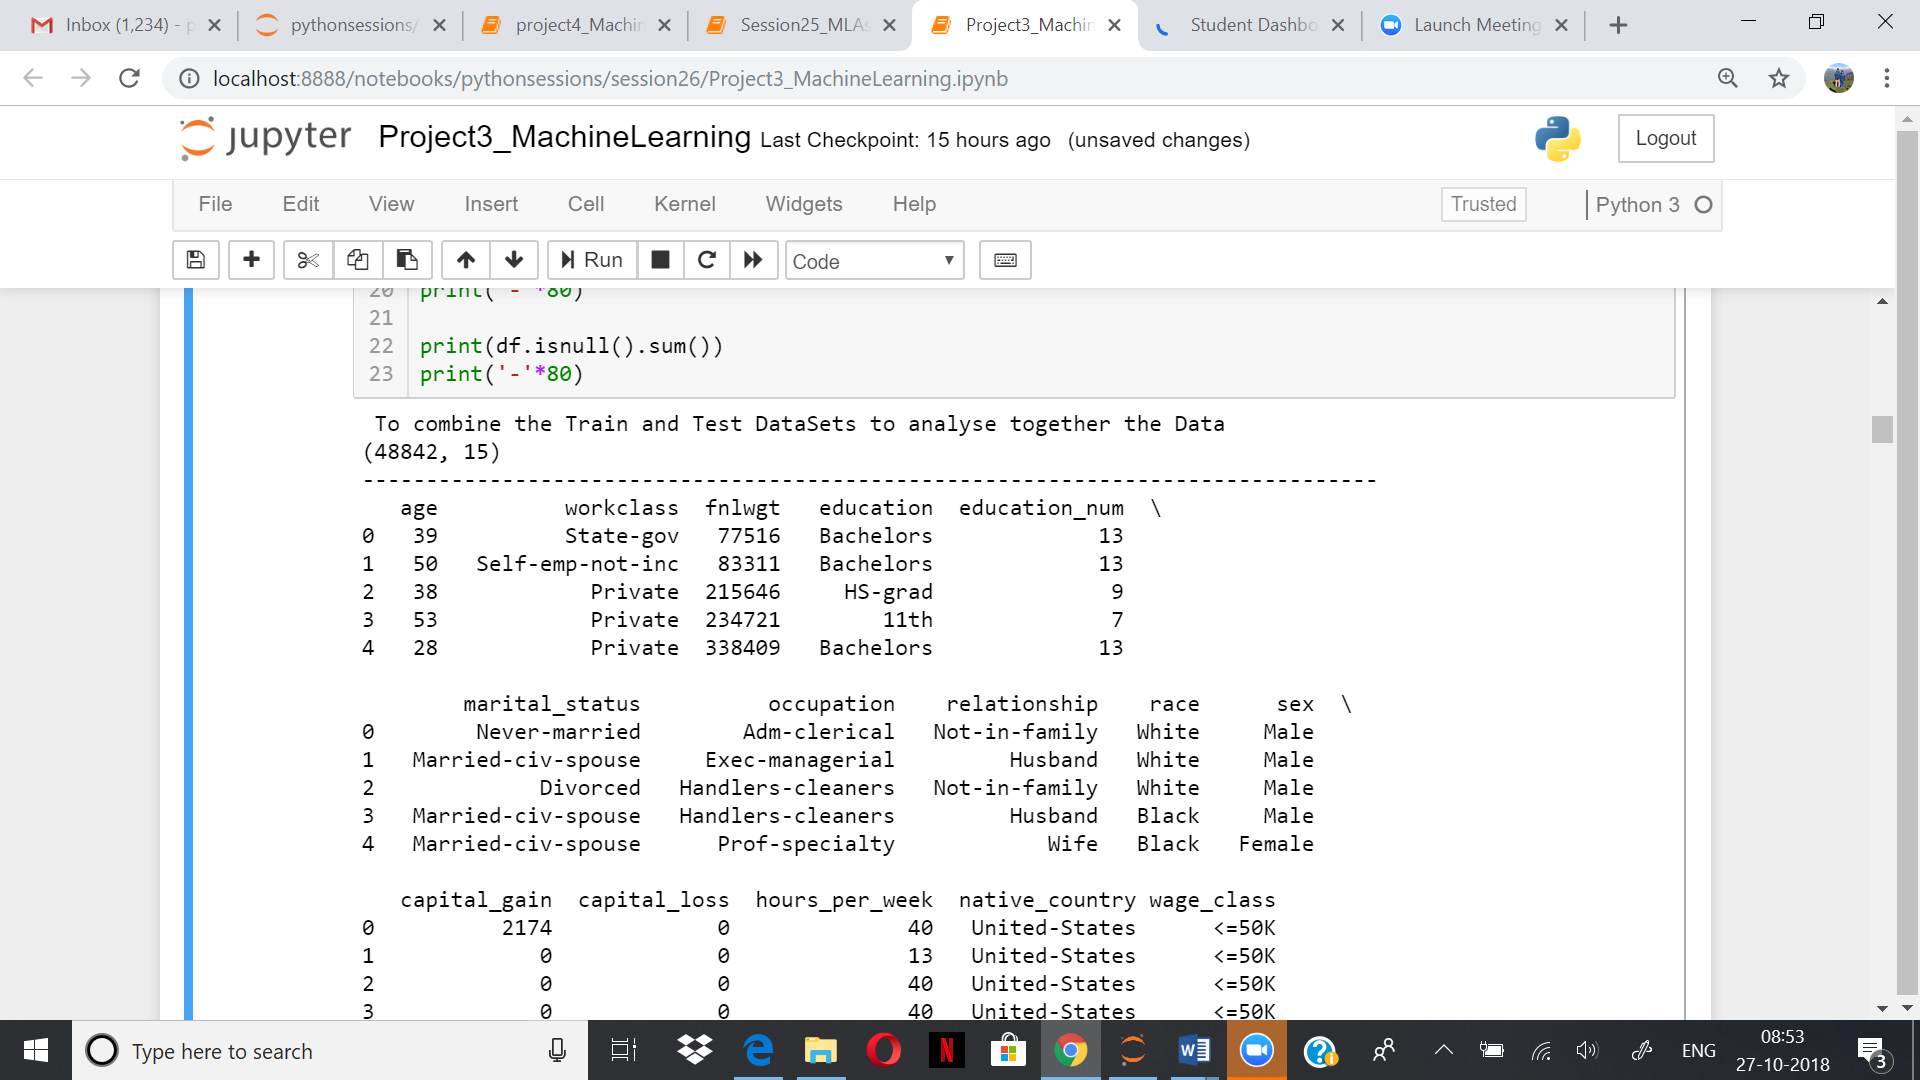 Inbox (1,234) - p
pythonsessions/
project4_Machin
Session25_MLAs
Project3_Machin
Student Dashbo
Launch Meeting
localhost:8888/notebooks/pythonsessions/session26/Project3_MachineLearning.ipynb
jupyter Project3_MachineLearning Last Checkpoint: 15 hours ago (unsaved changes)
Logout
File Edit View Insert Cell Kernel Widgets Help
Trusted
Python 3
Run
Code
20 print('-'*80)
21
22 print(df.isnull().sum())
23 print('-'*80)
To combine the Train and Test DataSets to analyse together the Data
(48842, 15)
--------------------------------------------------------------------------------
age workclass fnlwgt education education_num \
0 39 State-gov 77516 Bachelors 13
1 50 Self-emp-not-inc 83311 Bachelors 13
2 38 Private 215646 HS-grad 9
3 53 Private 234721 11th 7
4 28 Private 338409 Bachelors 13
marital_status occupation relationship race sex \
0 Never-married Adm-clerical Not-in-family White Male
1 Married-civ-spouse Exec-managerial Husband White Male
2 Divorced Handlers-cleaners Not-in-family White Male
3 Married-civ-spouse Handlers-cleaners Husband Black Male
4 Married-civ-spouse Prof-specialty Wife Black Female
capital_gain capital_loss hours_per_week native_country wage_class
0 2174 0 40 United-States <=50K
1 0 0 13 United-States <=50K
2 0 0 40 United-States <=50K
3 0 0 40 United-States <=50K
Type here to search
N
W
ENG
08:53
27-10-2018
3